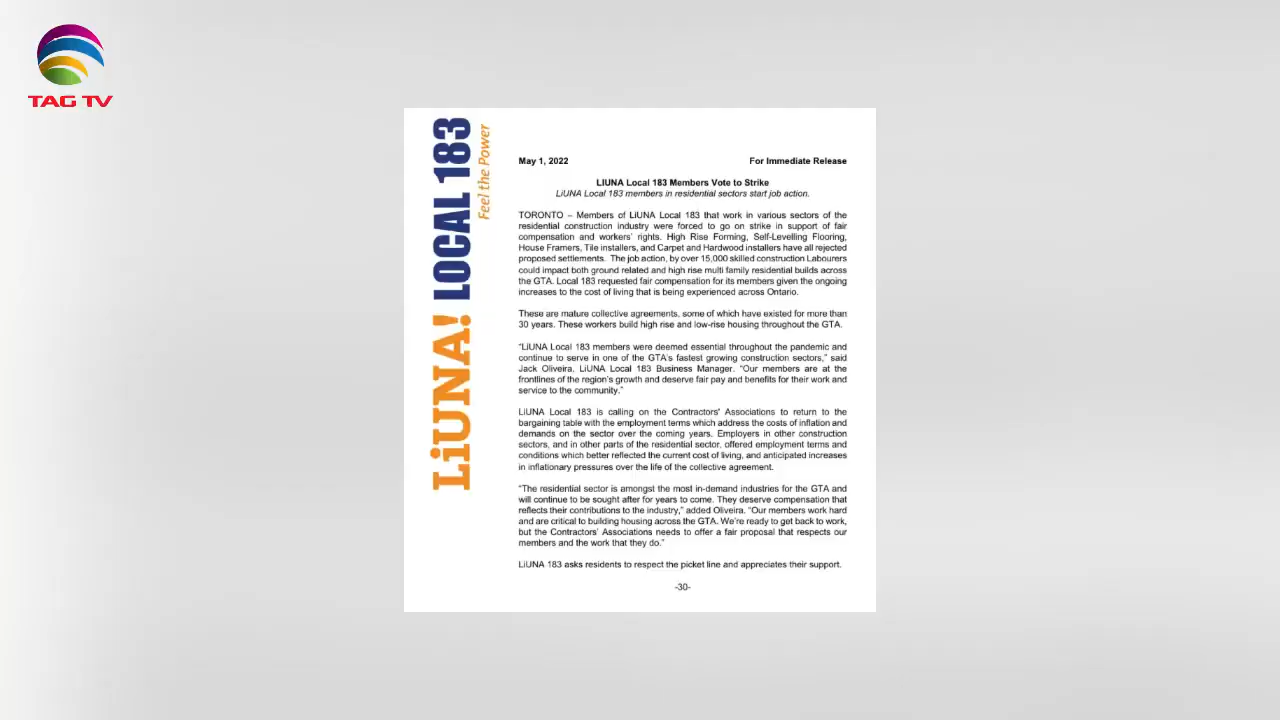 TAG TV
LiUNA! LOCAL 183
Feel the Power
May 1, 2022 For Immediate Release
LIUNA Local 183 Members Vote to Strike
LiUNA Local 183 members in residential sectors start job action.
TORONTO – Members of LiUNA Local 183 that work in various sectors of the
residential construction industry were forced to go on strike in support of fair
compensation and workers' rights. High Rise Forming, Self-Levelling Flooring,
House Framers, Tile installers, and Carpet and Hardwood installers have all rejected
proposed settlements. The job action, by over 15,000 skilled construction Labourers
could impact both ground related and high rise multi family residential builds across
the GTA. Local 183 requested fair compensation for its members given the ongoing
increases to the cost of living that is being experienced across Ontario.
These are mature collective agreements, some of which have existed for more than
30 years. These workers build high rise and low-rise housing throughout the GTA.
“LiUNA Local 183 members were deemed essential throughout the pandemic and
continue to serve in one of the GTA's fastest growing construction sectors,” said
Jack Oliveira, LiUNA Local 183 Business Manager. “Our members are at the
frontlines of the region's growth and deserve fair pay and benefits for their work and
service to the community.”
LiUNA Local 183 is calling on the Contractors' Associations to return to the
bargaining table with the employment terms which address the costs of inflation and
demands on the sector over the coming years. Employers in other construction
sectors, and in other parts of the residential sector, offered employment terms and
conditions which better reflected the current cost of living, and anticipated increases
in inflationary pressures over the life of the collective agreement.
“The residential sector is amongst the most in-demand industries for the GTA and
will continue to be sought after for years to come. They deserve compensation that
reflects their contributions to the industry,” added Oliveira. “Our members work hard
and are critical to building housing across the GTA. We're ready to get back to work,
but the Contractors' Associations needs to offer a fair proposal that respects our
members and the work that they do.”
LiUNA 183 asks residents to respect the picket line and appreciates their support.
-30-